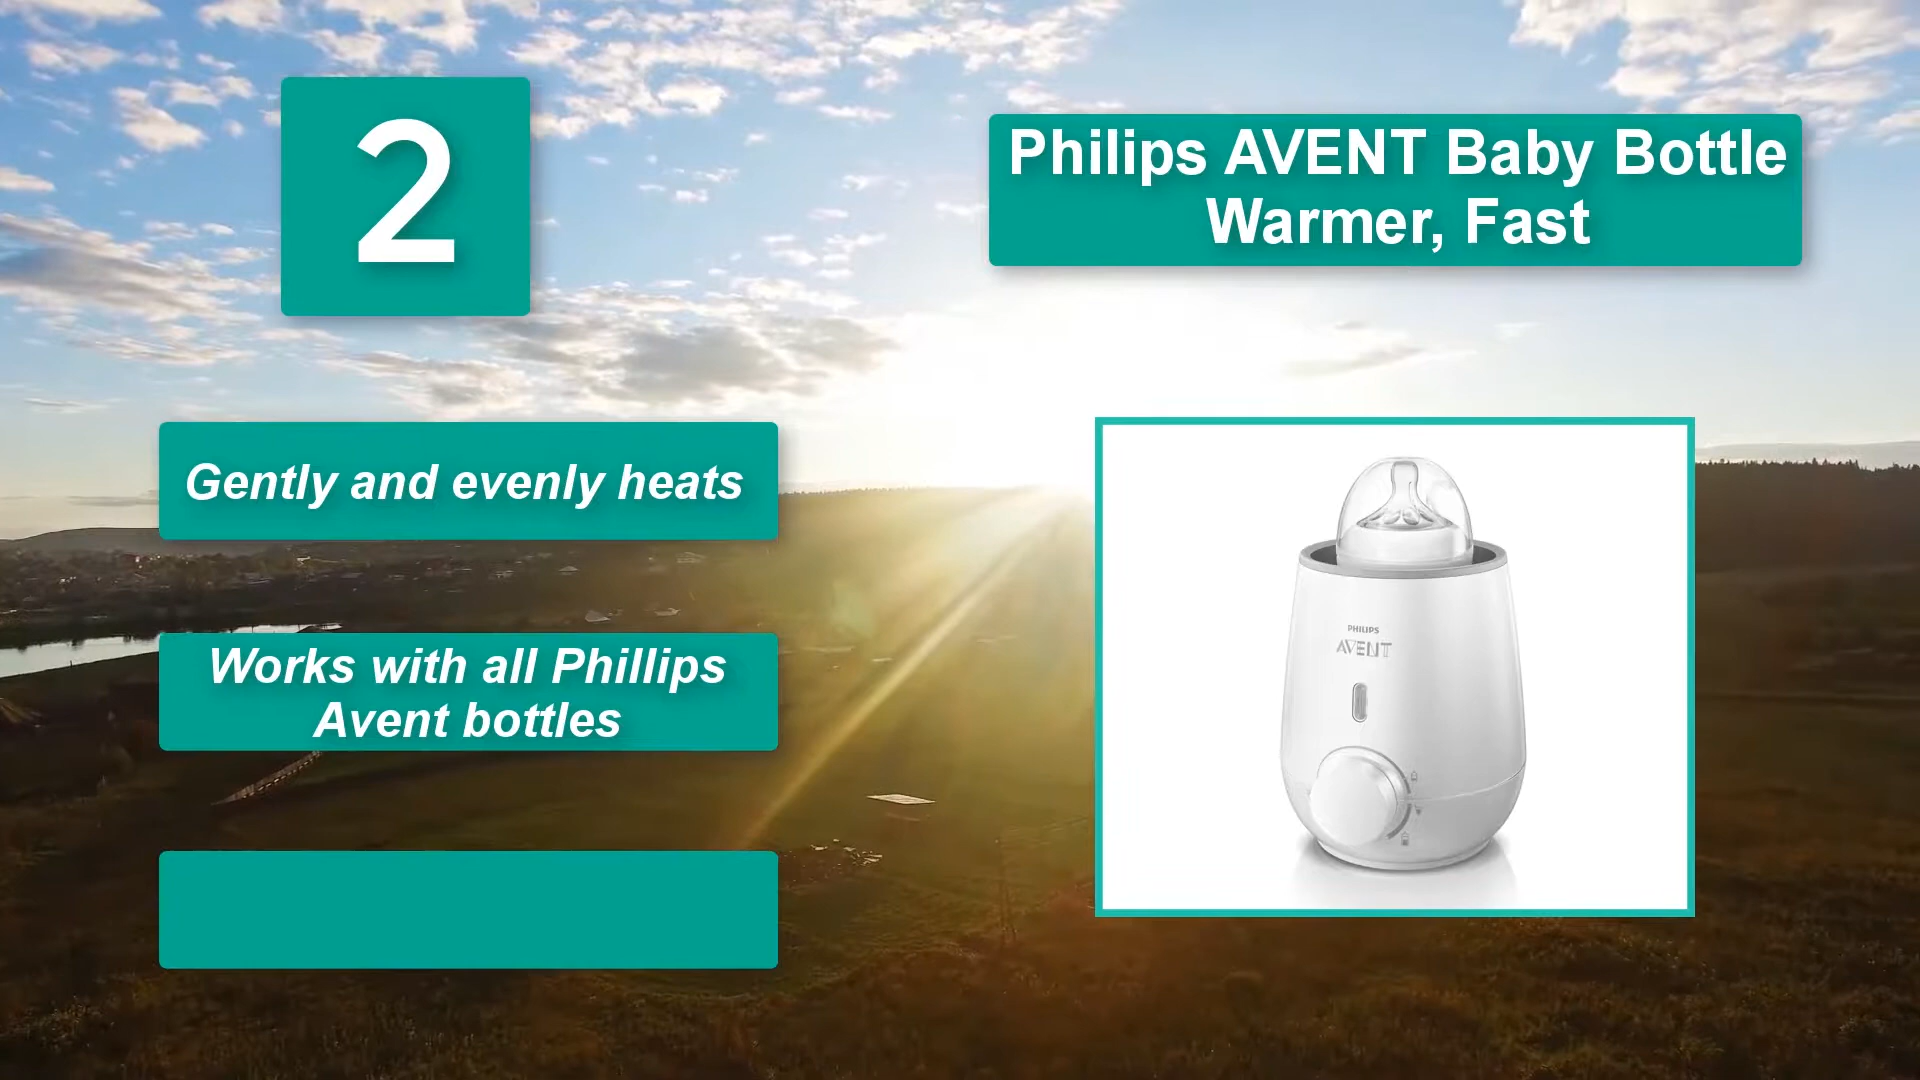 2
Philips AVENT Baby Bottle
Warmer, Fast
Gently and evenly heats
Works with all Phillips
Avent bottles
PHILIPS
AVENT